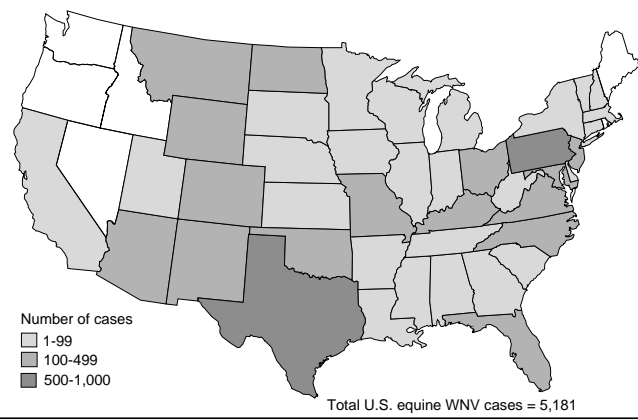 Number of cases
1-99
100-499
500-1,000
Total U.S. equine WNV cases = 5,181